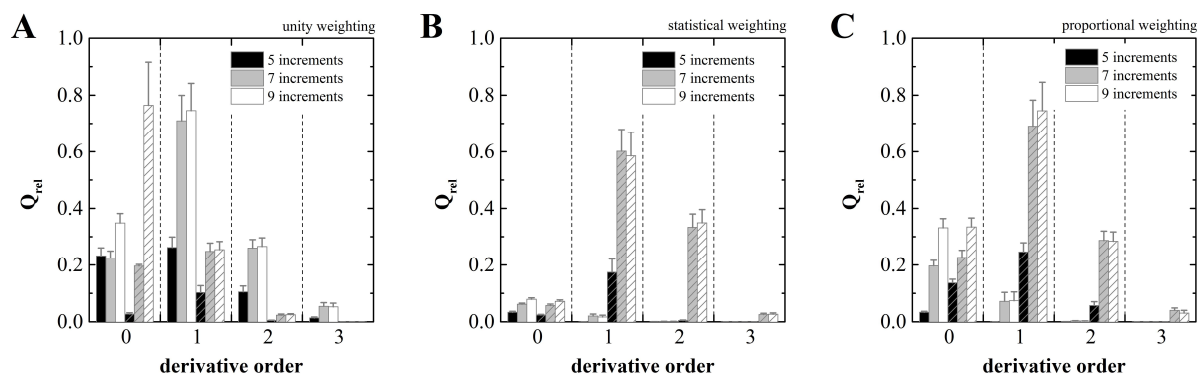 A
unity weighting
1.0
0.8
0.6
0.4
0.2
0.0
Q_rel
5 increments
7 increments
9 increments
0 1 2 3
derivative order
B
statistical weighting
1.0
0.8
0.6
0.4
0.2
0.0
Q_rel
5 increments
7 increments
9 increments
0 1 2 3
derivative order
C
proportional weighting
1.0
0.8
0.6
0.4
0.2
0.0
Q_rel
5 increments
7 increments
9 increments
0 1 2 3
derivative order